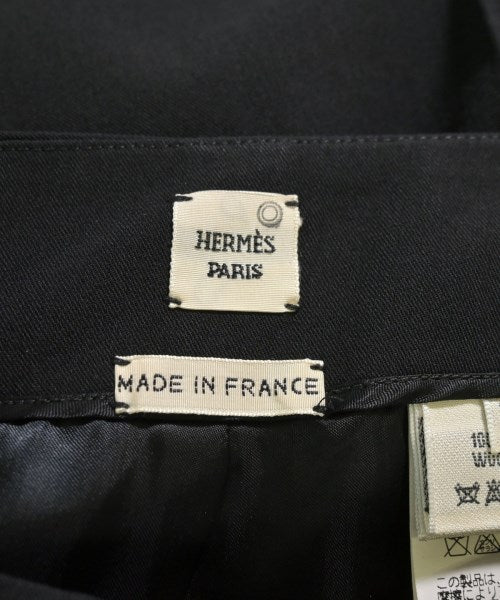 HERMÈS
PARIS
MADE IN FRANCE
この製品は、